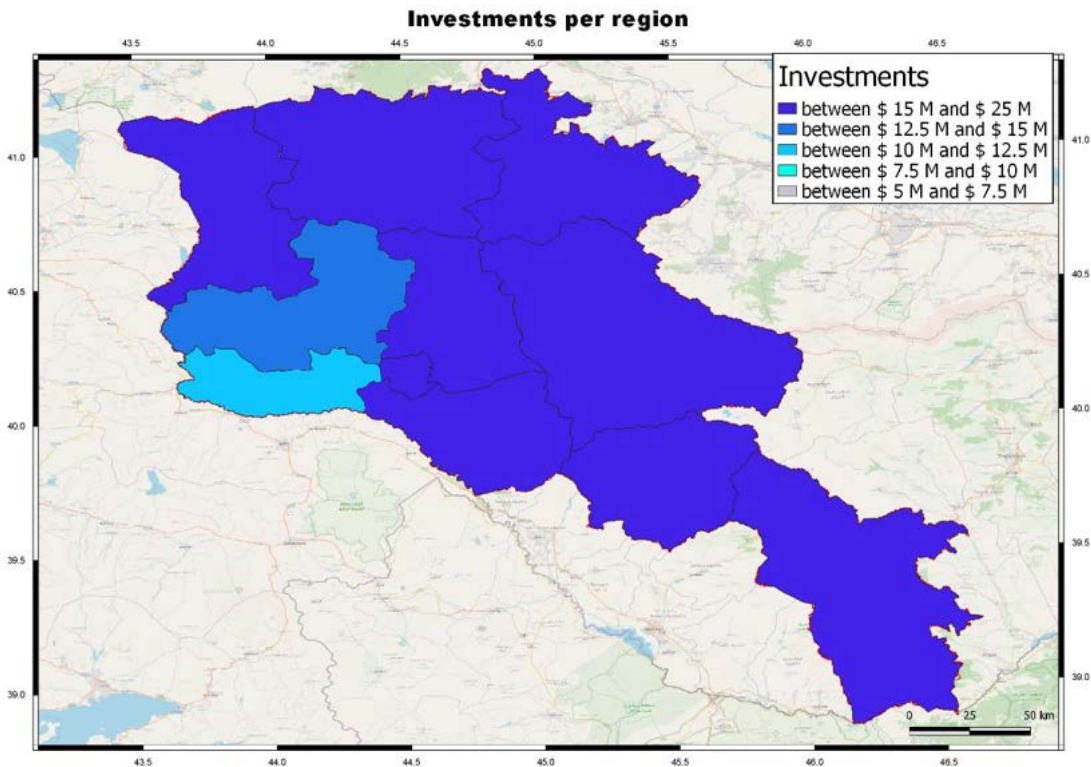 Investments per region
43.5 44.0 44.5 45.0 45.5 46.0 46.5
Investments
between $ 15 M and $ 25 M
between $ 12.5 M and $ 15 M
between $ 10 M and $ 12.5 M
between $ 7.5 M and $ 10 M
between $ 5 M and $ 7.5 M
41.0 41.0
40.5 40.5
40.0 40.0
39.5 39.5
39.0 39.0
0 25 50 km
43.5 44.0 44.5 45.0 45.5 46.0 46.5